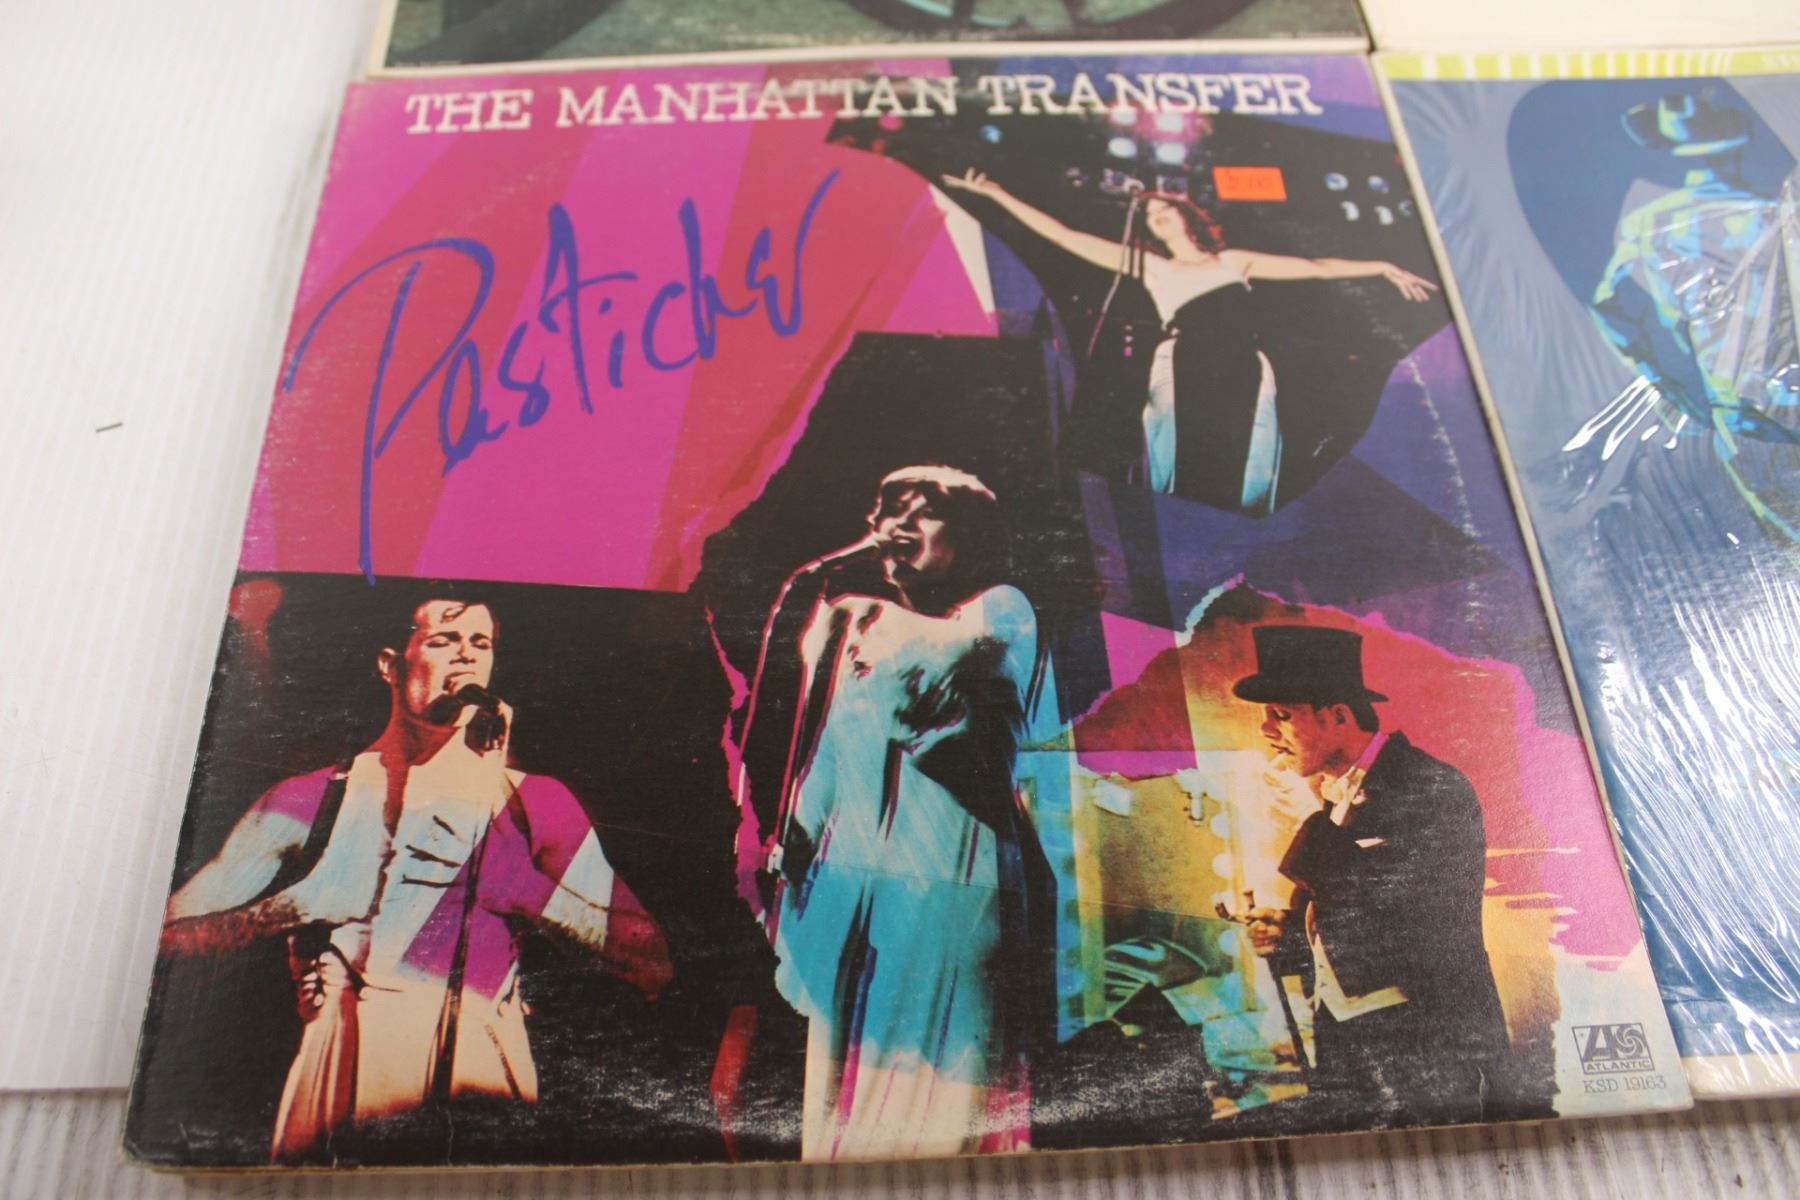 THE MANHATTAN TRANSFER
Pastiche
ATLANTIC
KSD 19163